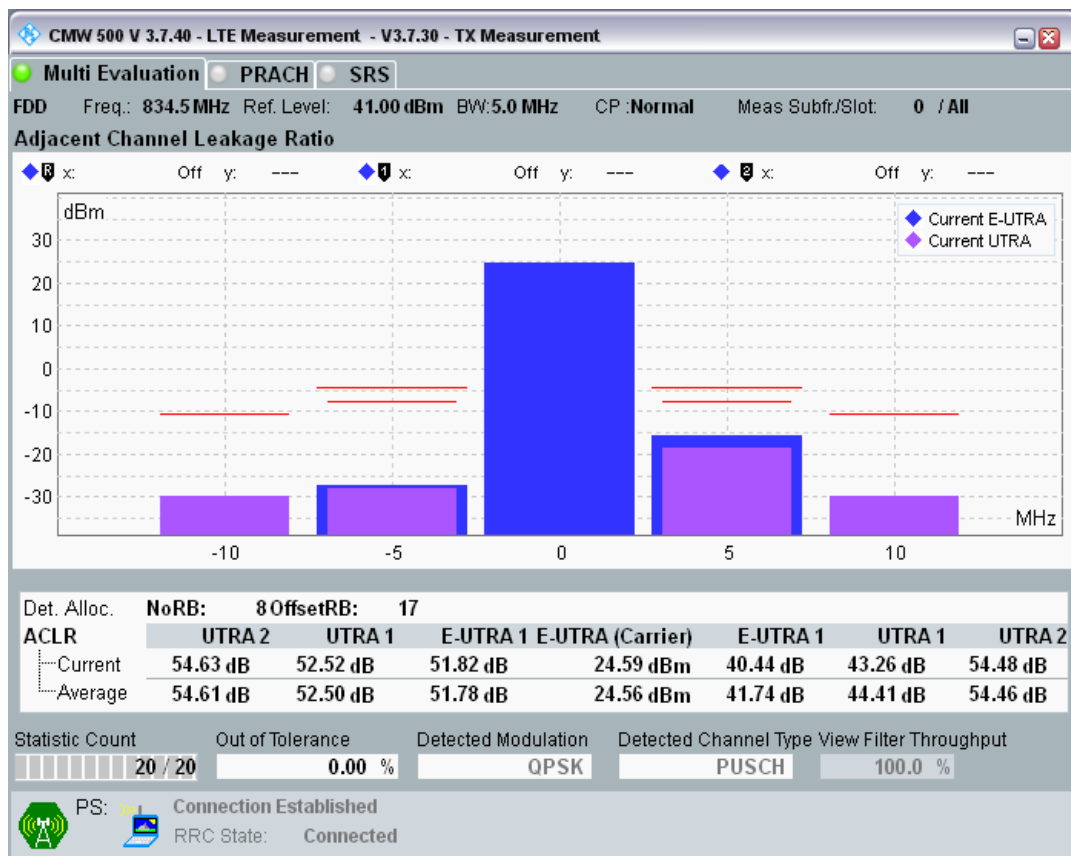 CMW 500 V 3.7.40 - LTE Measurement - V3.7.30 - TX Measurement
Multi Evaluation PRACH SRS
FDD Freq.: 834.5 MHz Ref. Level: 41.00 dBm BW:5.0 MHz CP :Normal Meas Subfr./Slot: 0 / All
Adjacent Channel Leakage Ratio
R x: Off y: --- 1 x: Off y: --- 2 x: Off y: ---
dBm
Current E-UTRA
Current UTRA
30
20
10
0
-10
-20
-30
MHz
-10 -5 0 5 10
Det. Alloc. NoRB: 8 OffsetRB: 17
ACLR UTRA 2 UTRA 1 E-UTRA 1 E-UTRA (Carrier) E-UTRA 1 UTRA 1 UTRA 2
Current 54.63 dB 52.52 dB 51.82 dB 24.59 dBm 40.44 dB 43.26 dB 54.48 dB
Average 54.61 dB 52.50 dB 51.78 dB 24.56 dBm 41.74 dB 44.41 dB 54.46 dB
Statistic Count Out of Tolerance Detected Modulation Detected Channel Type View Filter Throughput
20 / 20 0.00 % QPSK PUSCH 100.0 %
PS: Connection Established
RRC State: Connected